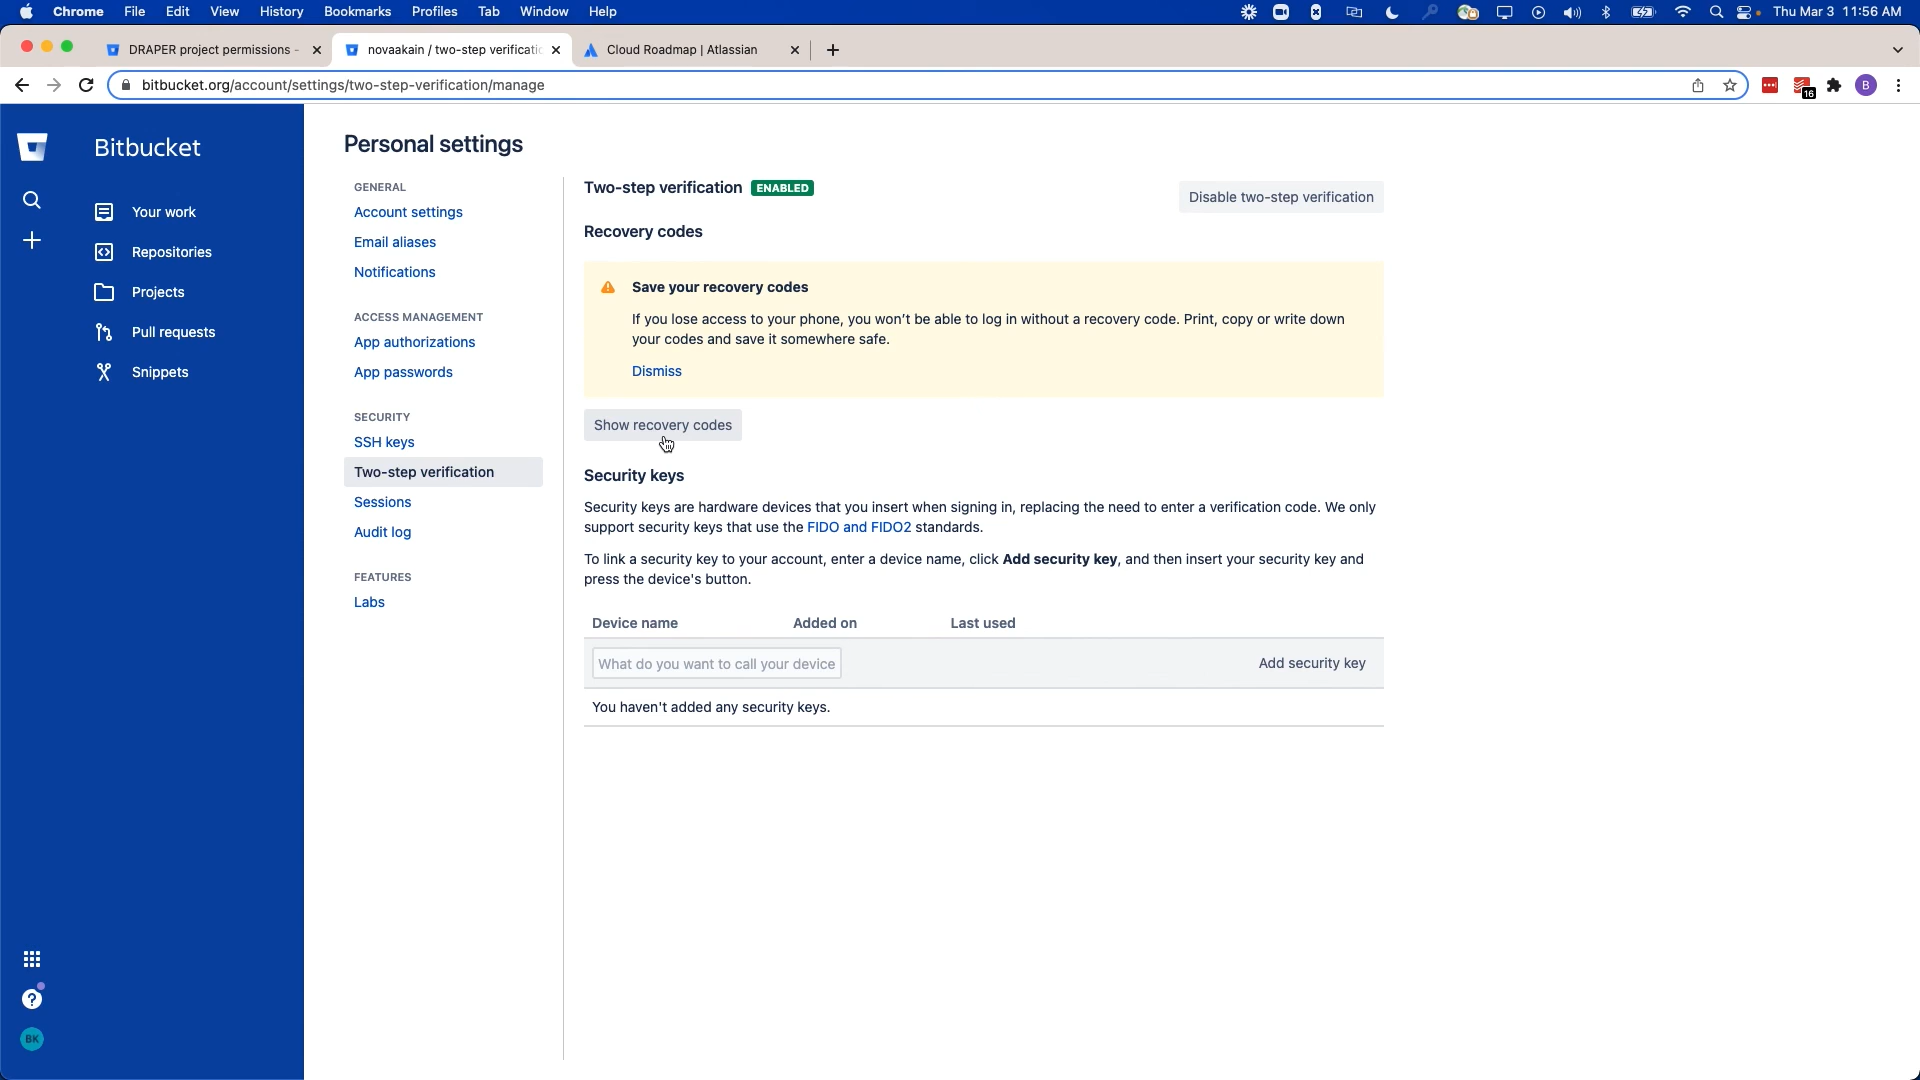 Chrome File Edit View History Bookmarks Profiles Tab Window Help Thu Mar 3 11:56 AM
DRAPER project permissions - novaakain / two-step verificatic Cloud Roadmap | Atlassian
bitbucket.org/account/settings/two-step-verification/manage 16 B
Bitbucket
Your work
Repositories
Projects
Pull requests
Snippets
BK
Personal settings
GENERAL
Account settings
Email aliases
Notifications
ACCESS MANAGEMENT
App authorizations
App passwords
SECURITY
SSH keys
Two-step verification
Sessions
Audit log
FEATURES
Labs
Two-step verification ENABLED
Disable two-step verification
Recovery codes
Save your recovery codes
If you lose access to your phone, you won't be able to log in without a recovery code. Print, copy or write down
your codes and save it somewhere safe.
Dismiss
Show recovery codes
Security keys
Security keys are hardware devices that you insert when signing in, replacing the need to enter a verification code. We only
support security keys that use the FIDO and FIDO2 standards.
To link a security key to your account, enter a device name, click Add security key, and then insert your security key and
press the device's button.
Device name Added on Last used
What do you want to call your device Add security key
You haven't added any security keys.